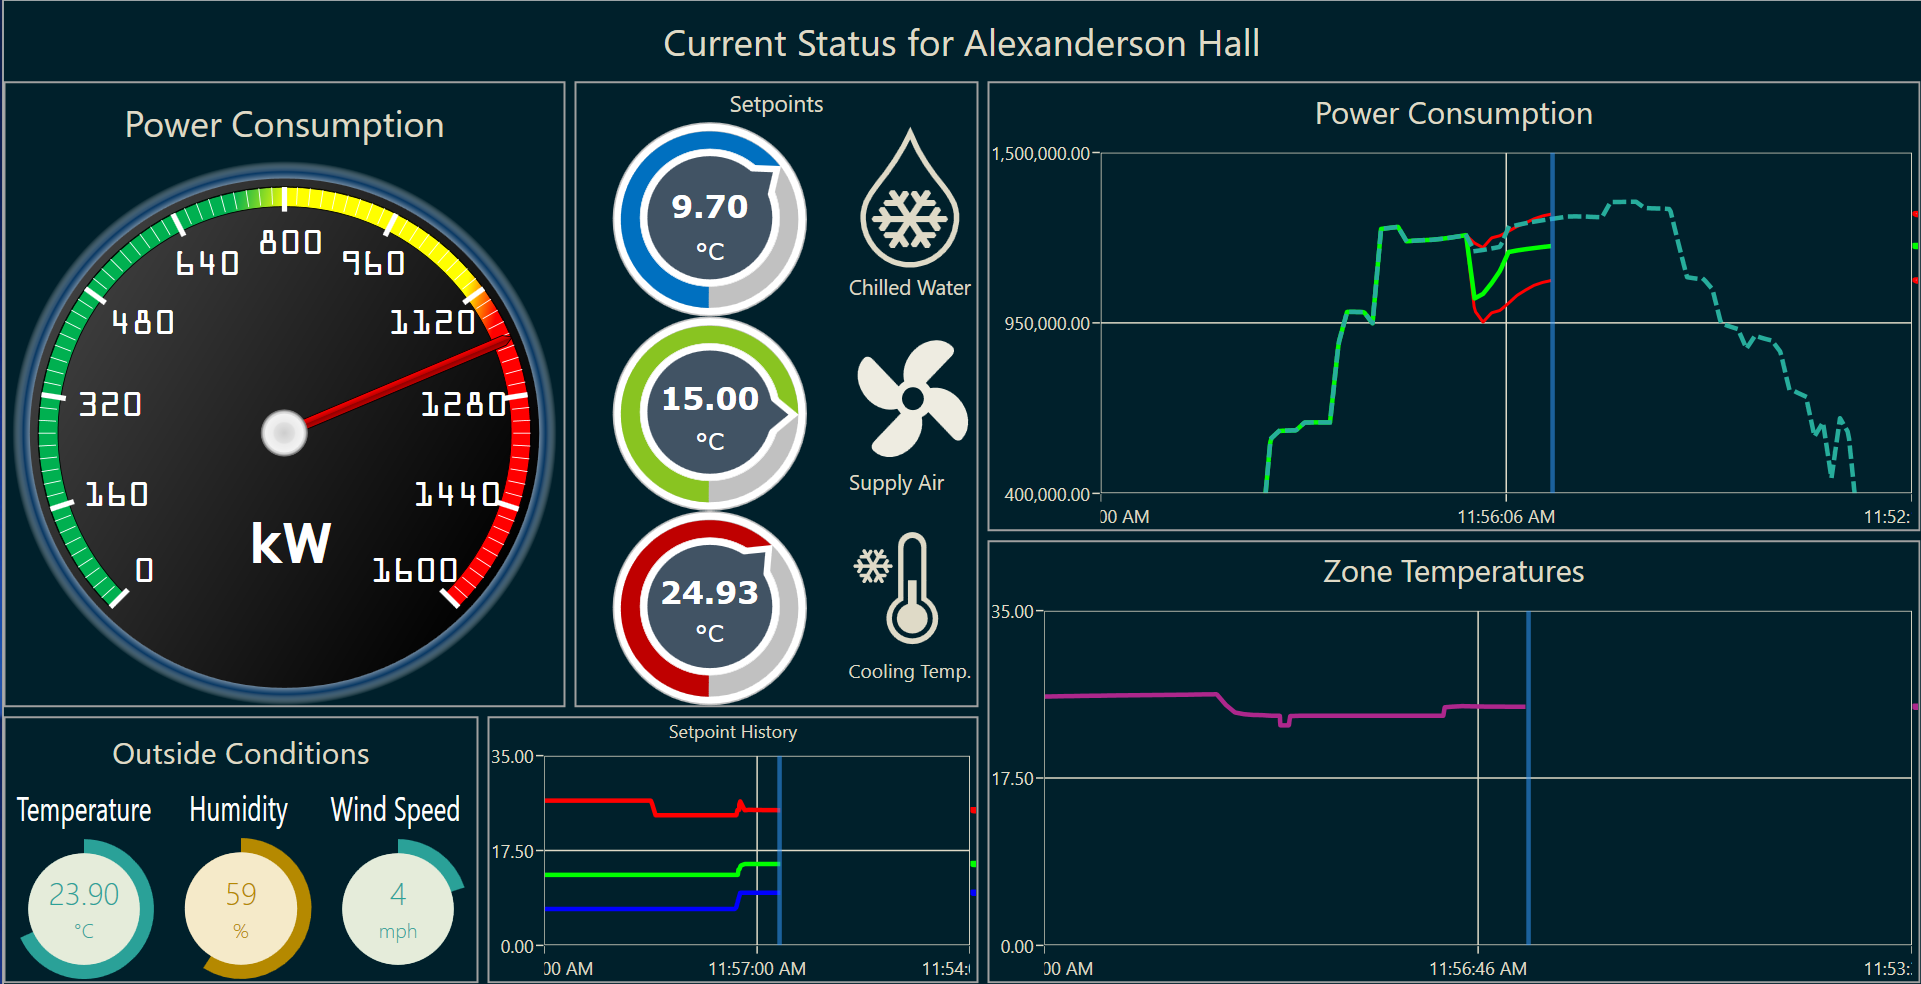 Current Status for Alexanderson Hall
Power Consumption
0
160
320
480
640
800
960
1120
1280
1440
1600
kW
Setpoints
9.70
°C
Chilled Water
15.00
°C
Supply Air
24.93
°C
Cooling Temp.
Power Consumption
1,500,000.00
950,000.00
400,000.00
00 AM
11:56:06 AM
11:52:
Outside Conditions
Temperature
Humidity
Wind Speed
23.90
°C
59
%
4
mph
Setpoint History
35.00
17.50
0.00
00 AM
11:57:00 AM
11:54:
Zone Temperatures
35.00
17.50
0.00
00 AM
11:56:46 AM
11:53: